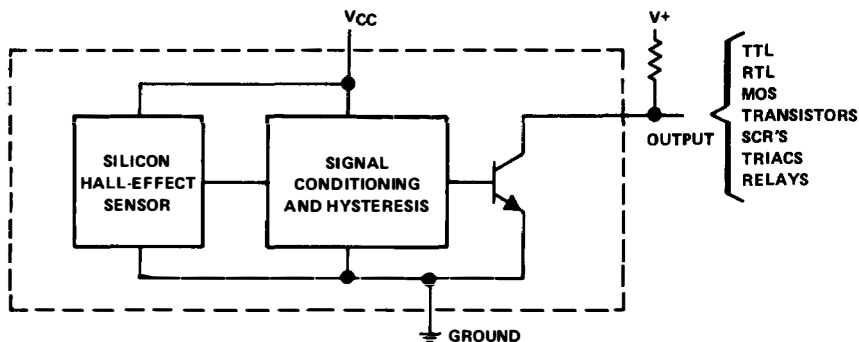 VCC
V+
TTL
RTL
MOS
TRANSISTORS
SCR'S
TRIACS
RELAYS
OUTPUT
SILICON
HALL-EFFECT
SENSOR
SIGNAL
CONDITIONING
AND HYSTERESIS
GROUND